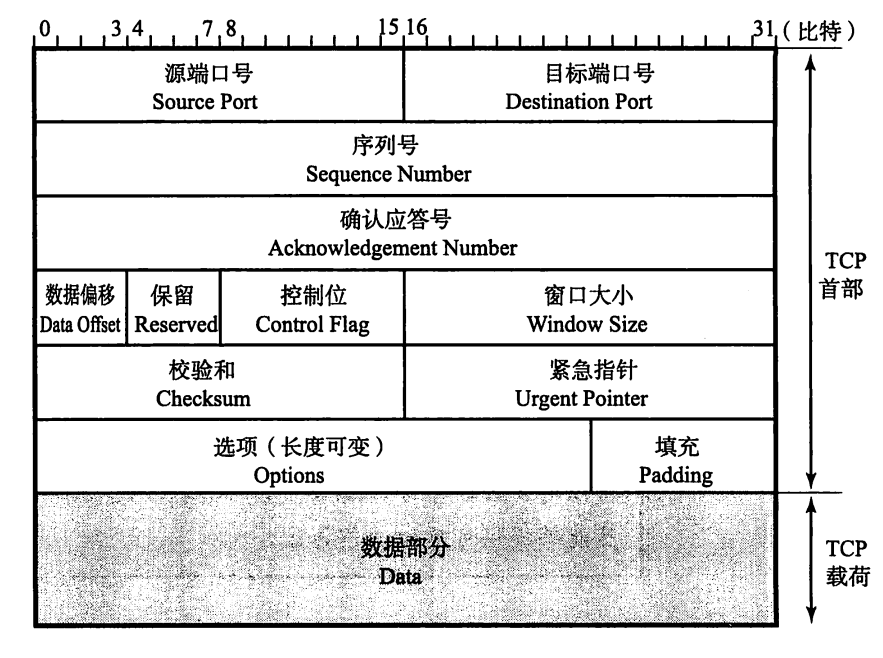 0 3 4 7 8 15 16 31 (比特)
源端口号 目标端口号
Source Port Destination Port
序列号
Sequence Number
确认应答号
Acknowledgement Number
TCP
首部
数据偏移 保留 控制位 窗口大小
Data Offset Reserved Control Flag Window Size
校验和 紧急指针
Checksum Urgent Pointer
选项(长度可变) 填充
Options Padding
数据部分
Data
TCP
载荷